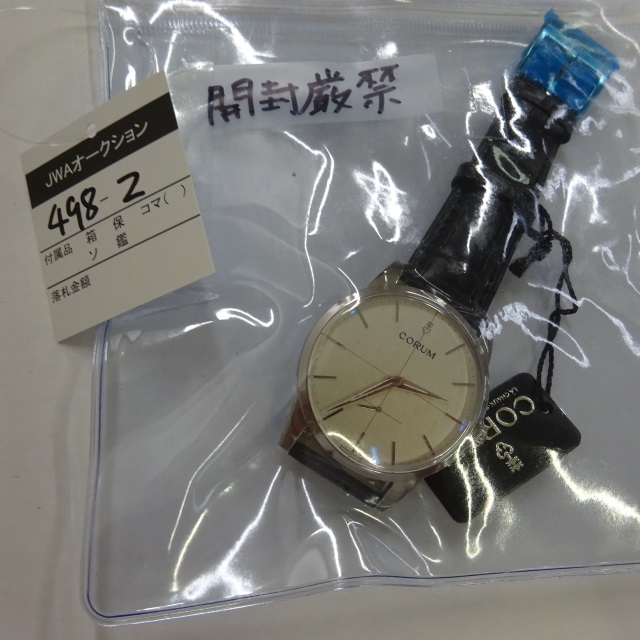 開封厳禁
JWAオークション
498-2
付属品 箱 保 コマ( )
ソ 鑑
落札金額
CORUM